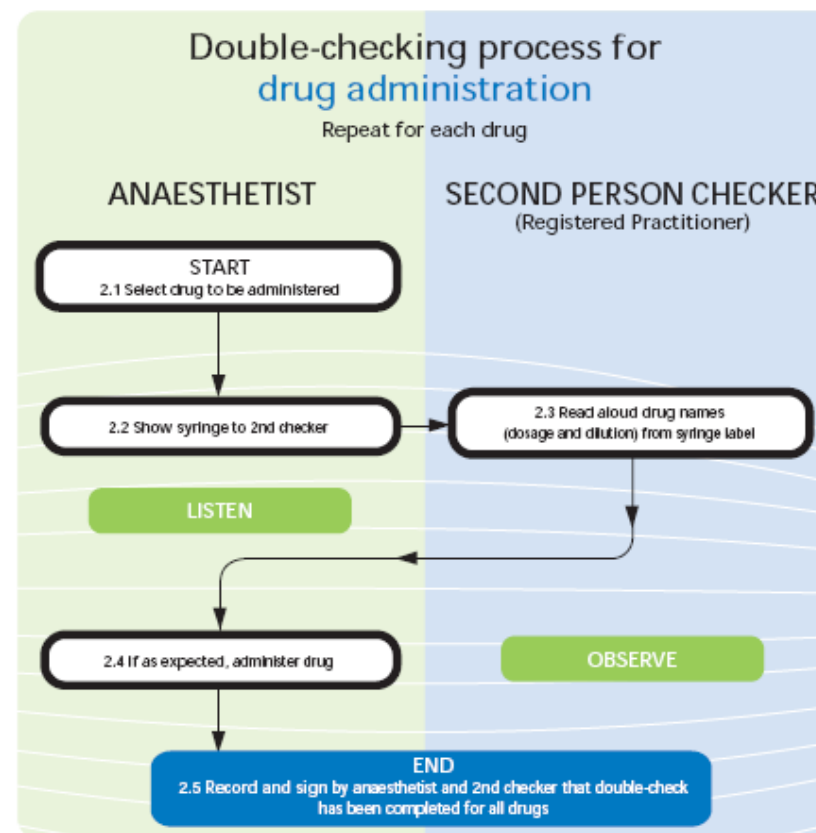 Double-checking process for
drug administration
Repeat for each drug
ANAESTHETIST
SECOND PERSON CHECKER
(Registered Practitioner)
START
2.1 Select drug to be administered
2.2 Show syringe to 2nd checker
2.3 Read aloud drug names
(dosage and dilution) from syringe label
LISTEN
2.4 If as expected, administer drug
OBSERVE
END
2.5 Record and sign by anaesthetist and 2nd checker that double-check
has been completed for all drugs